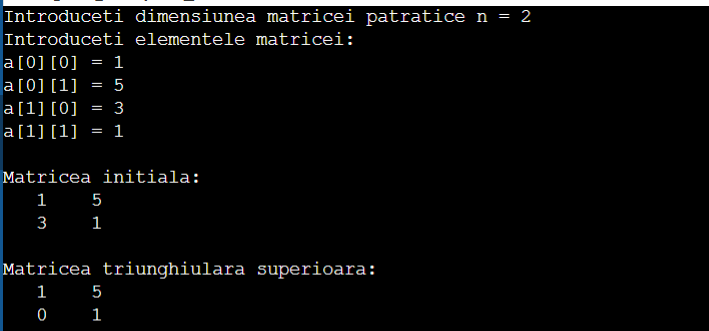 Introduceti dimensiunea matricei patratice n = 2
Introduceti elementele matricei:
a[0][0] = 1
a[0][1] = 5
a[1][0] = 3
a[1][1] = 1
Matricea initiala:
1 5
3 1
Matricea triunghiulara superioara:
1 5
0 1